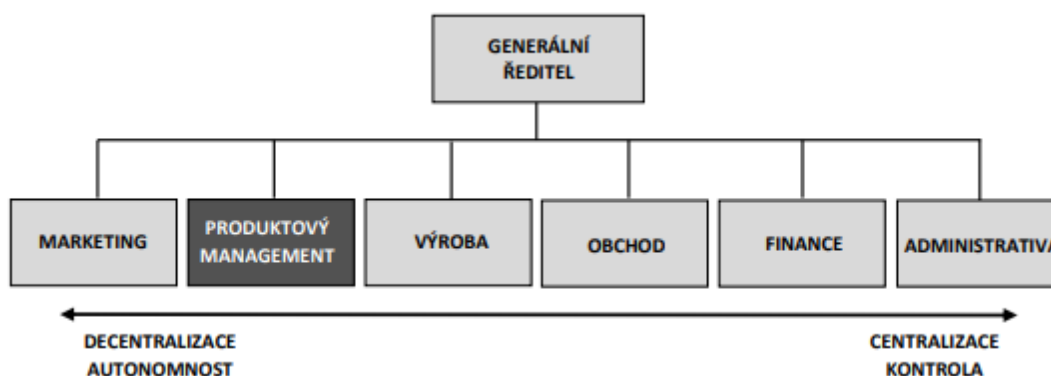 GENERÁLNÍ
ŘEDITEL
MARKETING
PRODUKTOVÝ
MANAGEMENT
VÝROBA
OBCHOD
FINANCE
ADMINISTRATIVA
DECENTRALIZACE
AUTONOMNOST
CENTRALIZACE
KONTROLA